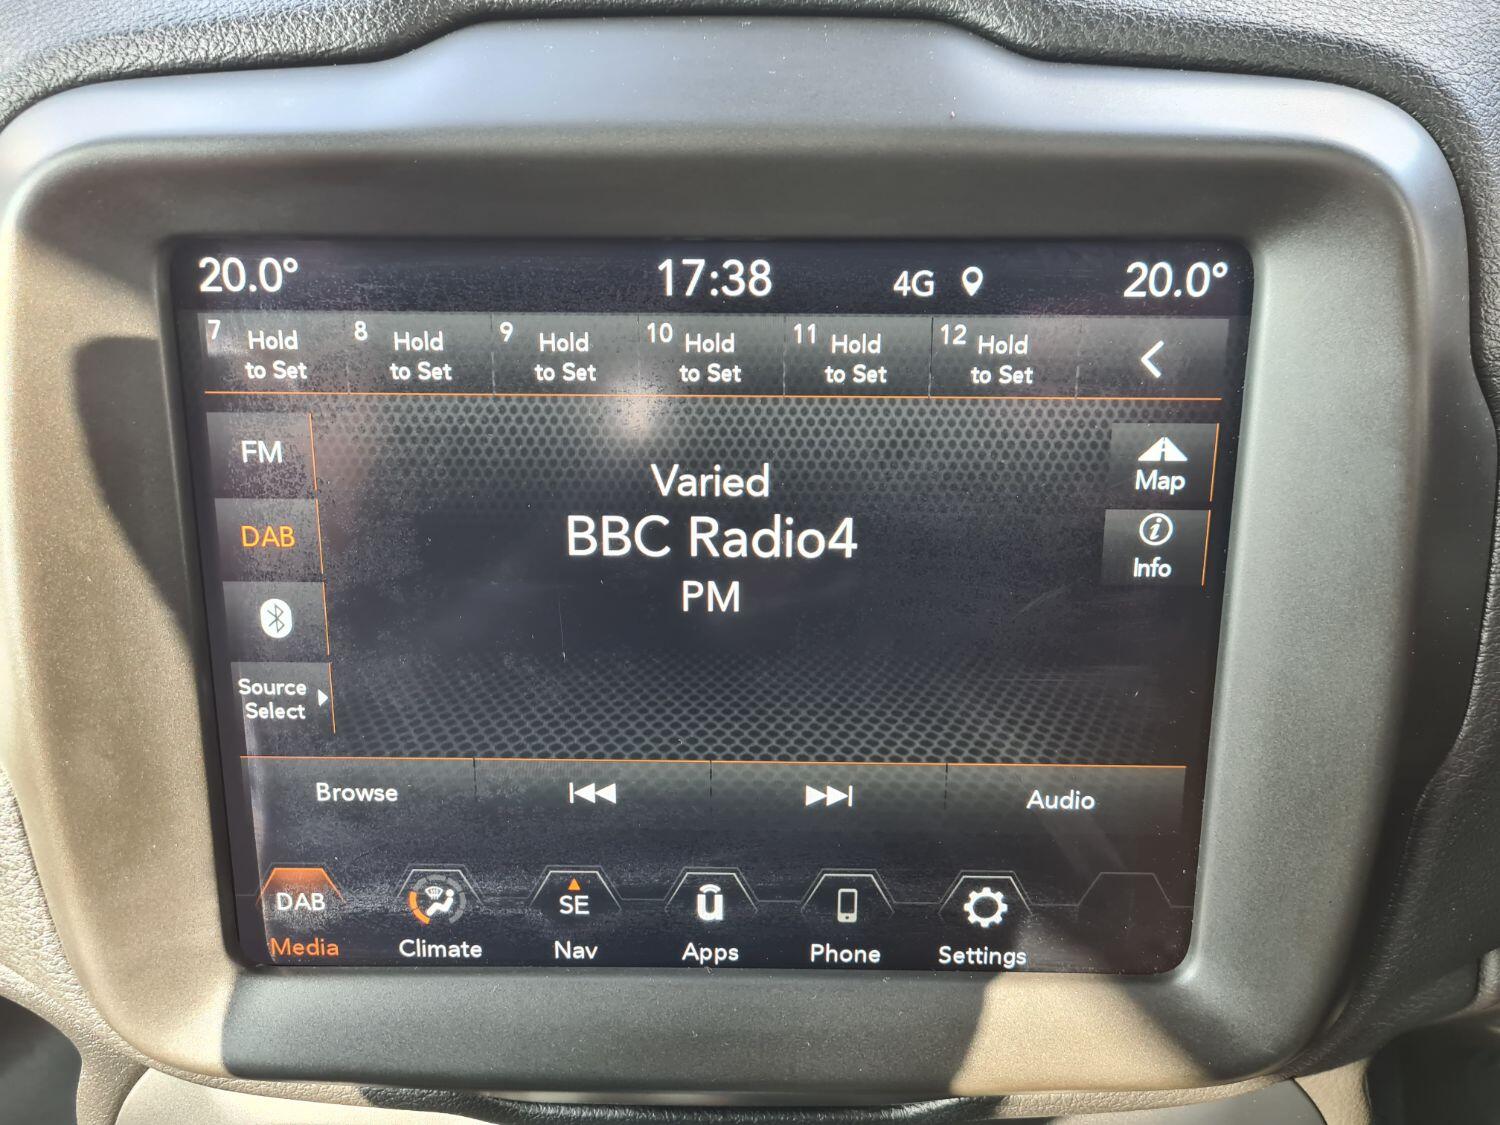 20.0° 17:38 4G 20.0°
7 Hold to Set
8 Hold to Set
9 Hold to Set
10 Hold to Set
11 Hold to Set
12 Hold to Set
FM
DAB
Source
Select
Varied
BBC Radio4
PM
Map
i
Info
Browse
Audio
DAB
Media
Climate
SE
Nav
u
Apps
Phone
Settings